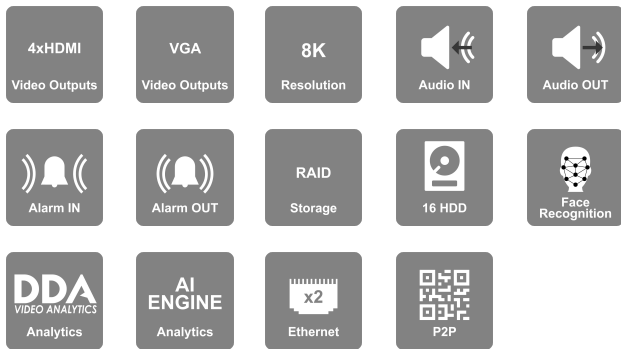 4xHDMI
Video Outputs
VGA
Video Outputs
8K
Resolution
Audio IN
Audio OUT
Alarm IN
Alarm OUT
RAID
Storage
16 HDD
Face
Recognition
DDA
VIDEO ANALYTICS
Analytics
AI
ENGINE
Analytics
x2
Ethernet
P2P